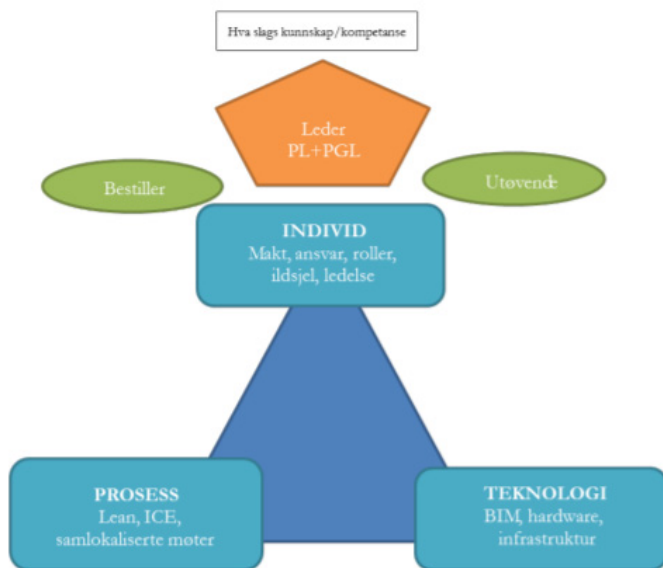 Hva slags kunnskap/kompetanse
Leder
PL+PGL
Bestiller
Utøvende
INDIVID
Makt, ansvar, roller,
ildsjel, ledelse
PROSESS
Lean, ICE,
samlokaliserte møter
TEKNOLOGI
BIM, hardware,
infrastruktur